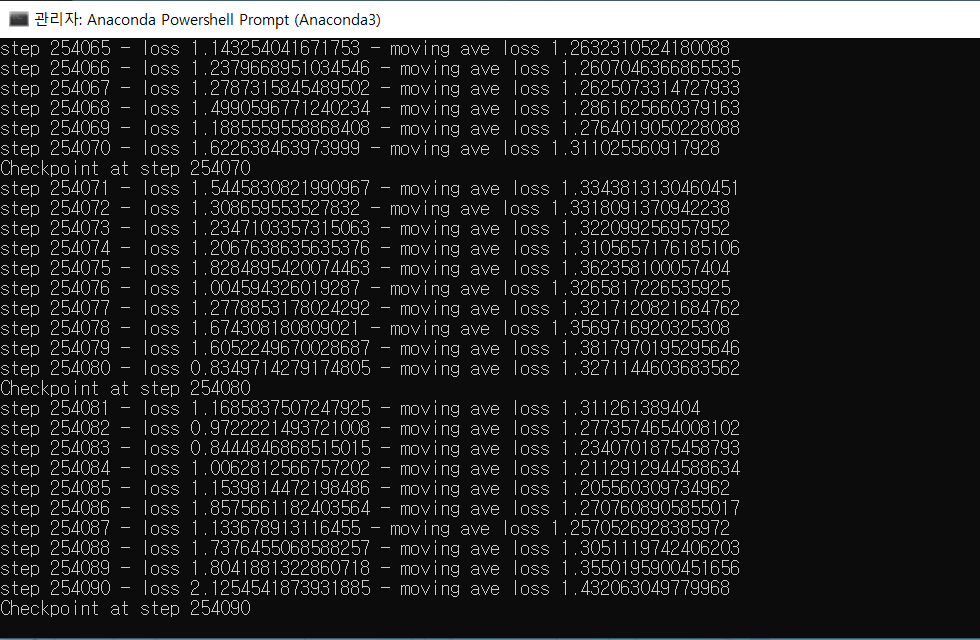 관리자: Anaconda Powershell Prompt (Anaconda3)
step 254065 - loss 1.143254041671753 - moving ave loss 1.2632310524180088
step 254066 - loss 1.2379668951034546 - moving ave loss 1.2607046366865535
step 254067 - loss 1.2787315845489502 - moving ave loss 1.2625073314727933
step 254068 - loss 1.4990596771240234 - moving ave loss 1.2861625660379163
step 254069 - loss 1.1885559558868408 - moving ave loss 1.2764019050228088
step 254070 - loss 1.622638463973999 - moving ave loss 1.311025560917928
Checkpoint at step 254070
step 254071 - loss 1.5445830821990967 - moving ave loss 1.3343813130460451
step 254072 - loss 1.308659553527832 - moving ave loss 1.3318091370942238
step 254073 - loss 1.2347103357315063 - moving ave loss 1.322099256957952
step 254074 - loss 1.2067638635635376 - moving ave loss 1.3105657176185106
step 254075 - loss 1.8284895420074463 - moving ave loss 1.362358100057404
step 254076 - loss 1.004594326019287 - moving ave loss 1.3265817226535925
step 254077 - loss 1.2788531780242920 - moving ave loss 1.3217120821684762
step 254078 - loss 1.674308180809021 - moving ave loss 1.3569716920325308
step 254079 - loss 1.6052249670028687 - moving ave loss 1.3817970195295646
step 254080 - loss 0.8349714279174805 - moving ave loss 1.3271144603683562
Checkpoint at step 254080
step 254081 - loss 1.1685837507247925 - moving ave loss 1.311261389404
step 254082 - loss 0.9722221493721008 - moving ave loss 1.2773574654008102
step 254083 - loss 0.8448468685150​15 - moving ave loss 1.2340701875458793
step 254084 - loss 1.0062812566757202 - moving ave loss 1.2112912944588634
step 254085 - loss 1.1539814472198486 - moving ave loss 1.205560309734962
step 254086 - loss 1.8575661182403564 - moving ave loss 1.2707608905855017
step 254087 - loss 1.133678913116455 - moving ave loss 1.2570526928385972
step 254088 - loss 1.7376455068588257 - moving ave loss 1.3051119742406203
step 254089 - loss 1.8041881322860718 - moving ave loss 1.3550195900451656
step 254090 - loss 2.1254541873931885 - moving ave loss 1.432063049779968
Checkpoint at step 254090